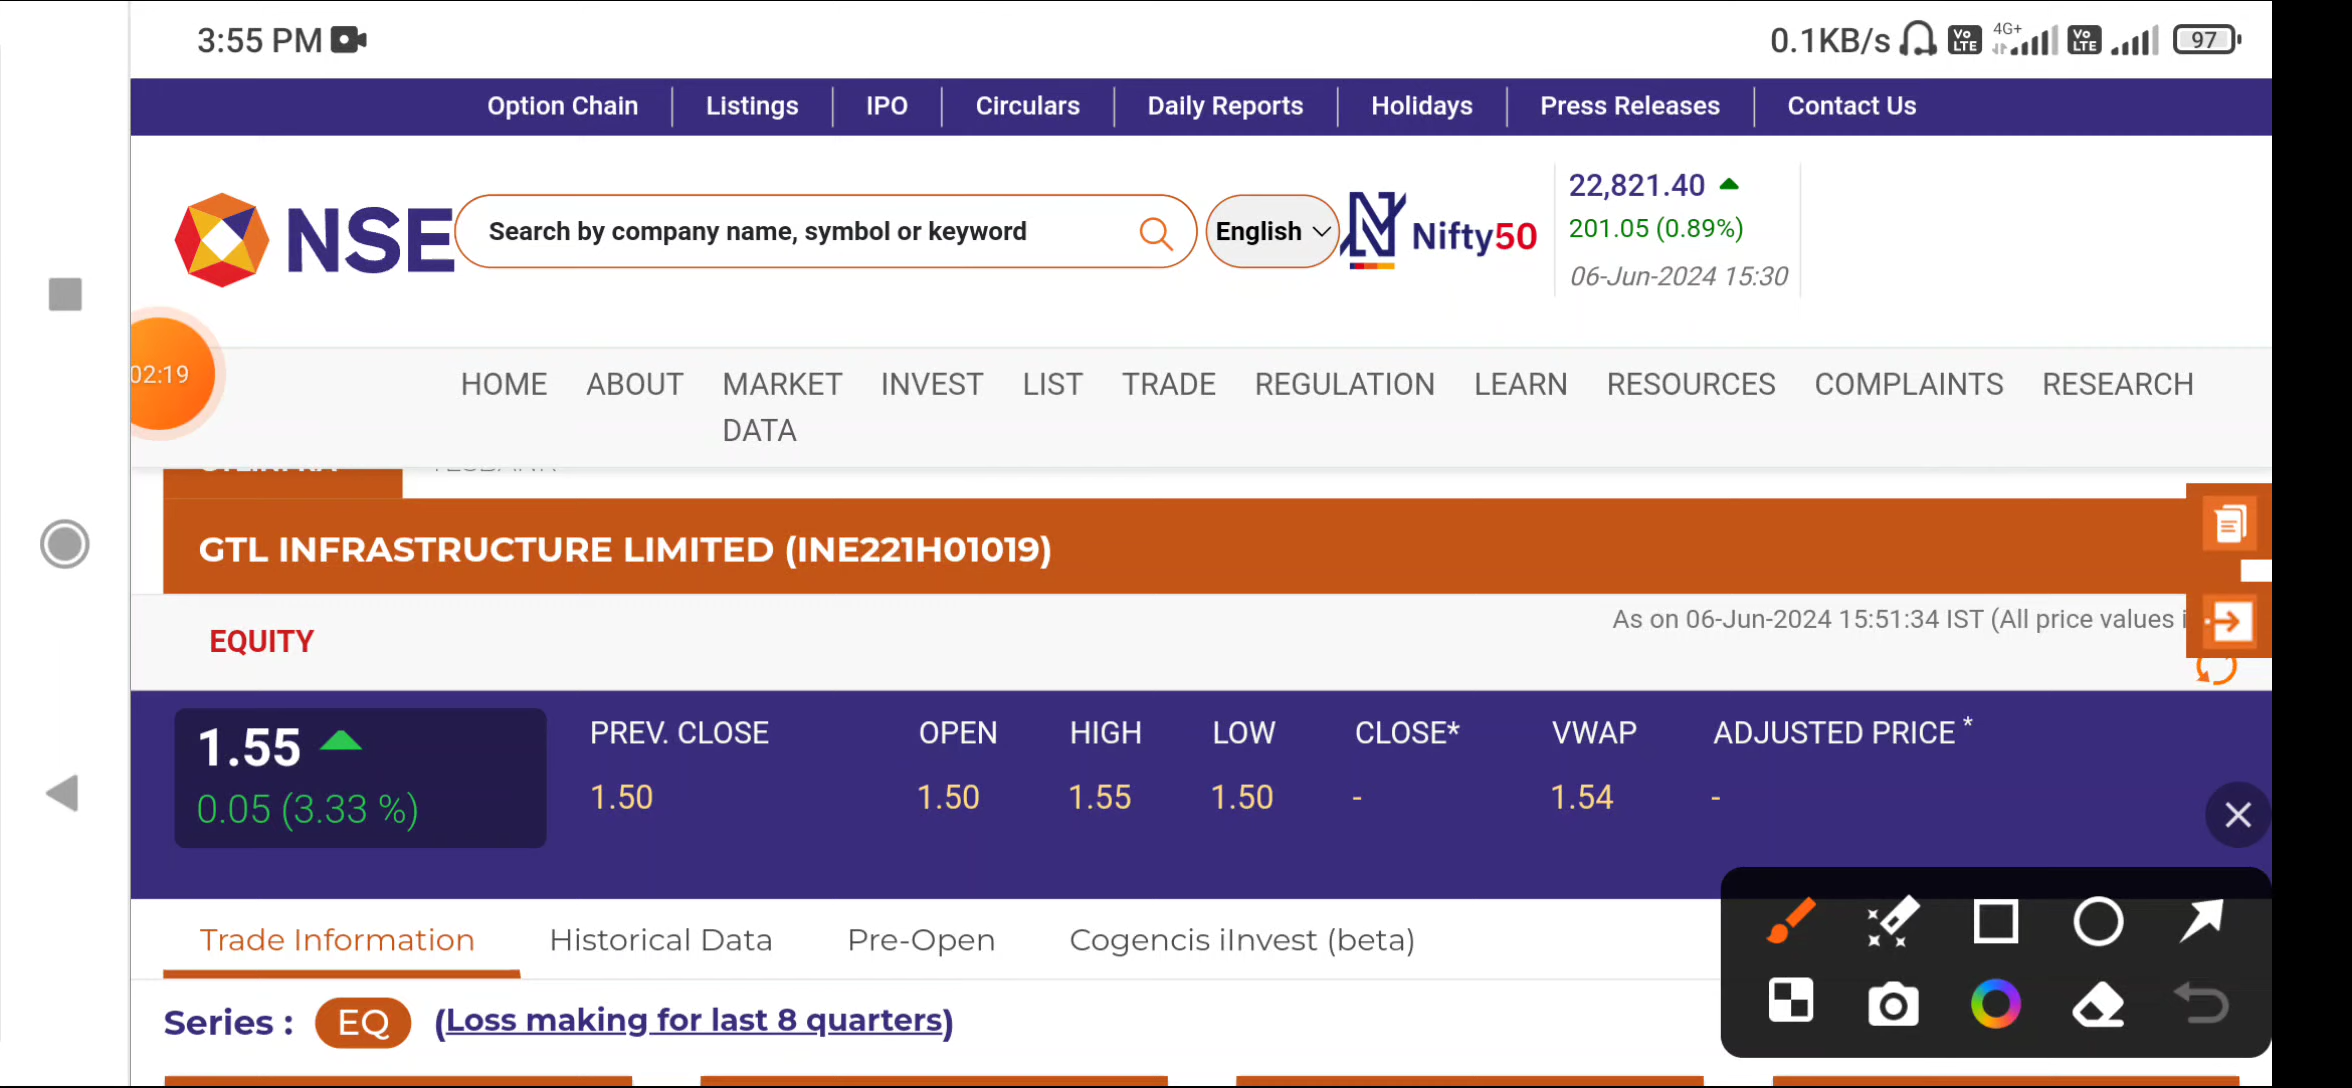 3:55 PM
0.1KB/s
Vo LTE
4G+
Vo LTE
97
Option Chain
Listings
IPO
Circulars
Daily Reports
Holidays
Press Releases
Contact Us
NSE
Search by company name, symbol or keyword
English
Nifty50
22,821.40
201.05 (0.89%)
06-Jun-2024 15:30
02:19
HOME
ABOUT
MARKET DATA
INVEST
LIST
TRADE
REGULATION
LEARN
RESOURCES
COMPLAINTS
RESEARCH
GTL INFRASTRUCTURE LIMITED (INE221H01019)
As on 06-Jun-2024 15:51:34 IST (All price values i
EQUITY
1.55
0.05 (3.33 %)
PREV. CLOSE OPEN HIGH LOW CLOSE* VWAP ADJUSTED PRICE *
1.50 1.50 1.55 1.50 - 1.54 -
Trade Information
Historical Data
Pre-Open
Cogencis iInvest (beta)
Series : EQ (Loss making for last 8 quarters)